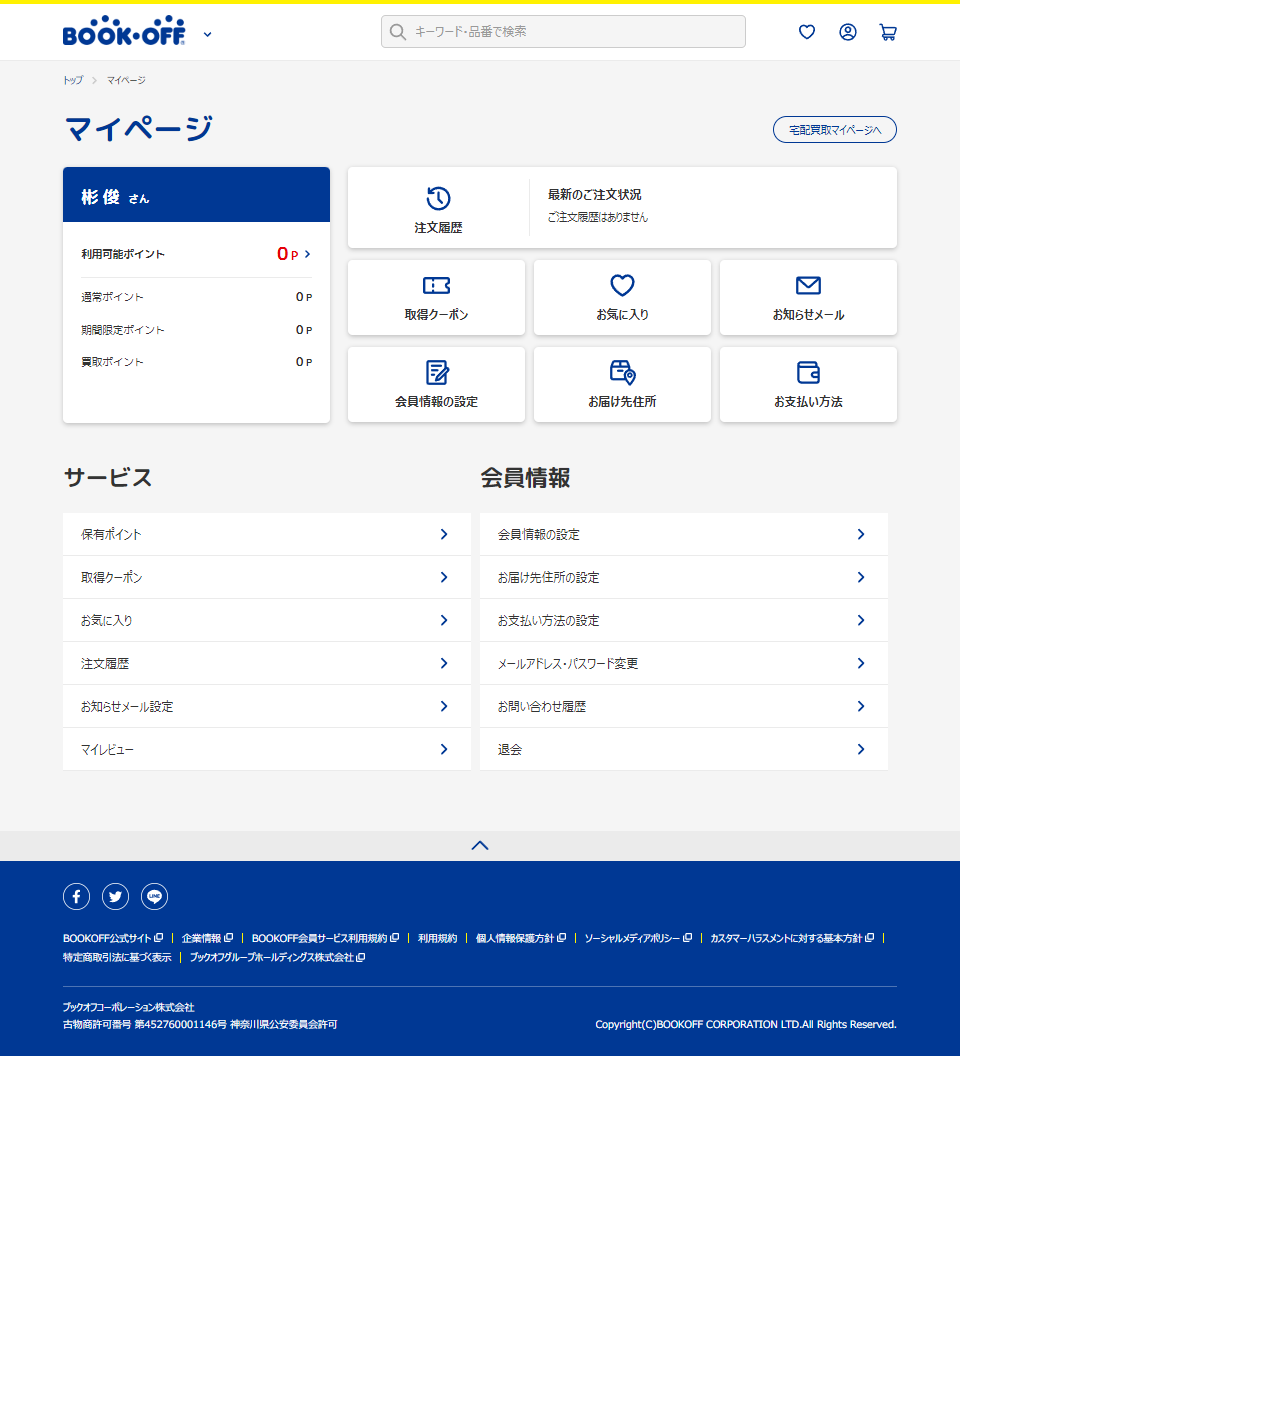 BOOK·OFF
キーワード・品番で検索
トップ マイページ
マイページ
宅配買取マイページへ
彬 俊 さん
利用可能ポイント 0 P
通常ポイント 0 P
期間限定ポイント 0 P
買取ポイント 0 P
注文履歴
最新のご注文状況
ご注文履歴はありません
取得クーポン
お気に入り
お知らせメール
会員情報の設定
お届け先住所
お支払い方法
サービス
保有ポイント
取得クーポン
お気に入り
注文履歴
お知らせメール設定
マイレビュー
会員情報
会員情報の設定
お届け先住所の設定
お支払い方法の設定
メールアドレス・パスワード変更
お問い合わせ履歴
退会
LINE
BOOKOFF公式サイト | 企業情報 | BOOKOFF会員サービス利用規約 | 利用規約 | 個人情報保護方針 | ソーシャルメディアポリシー | カスタマーハラスメントに対する基本方針 |
特定商取引法に基づく表示 | ブックオフグループホールディングス株式会社
ブックオフコーポレーション株式会社
古物商許可番号 第452760001146号 神奈川県公安委員会許可
Copyright(C)BOOKOFF CORPORATION LTD.All Rights Reserved.